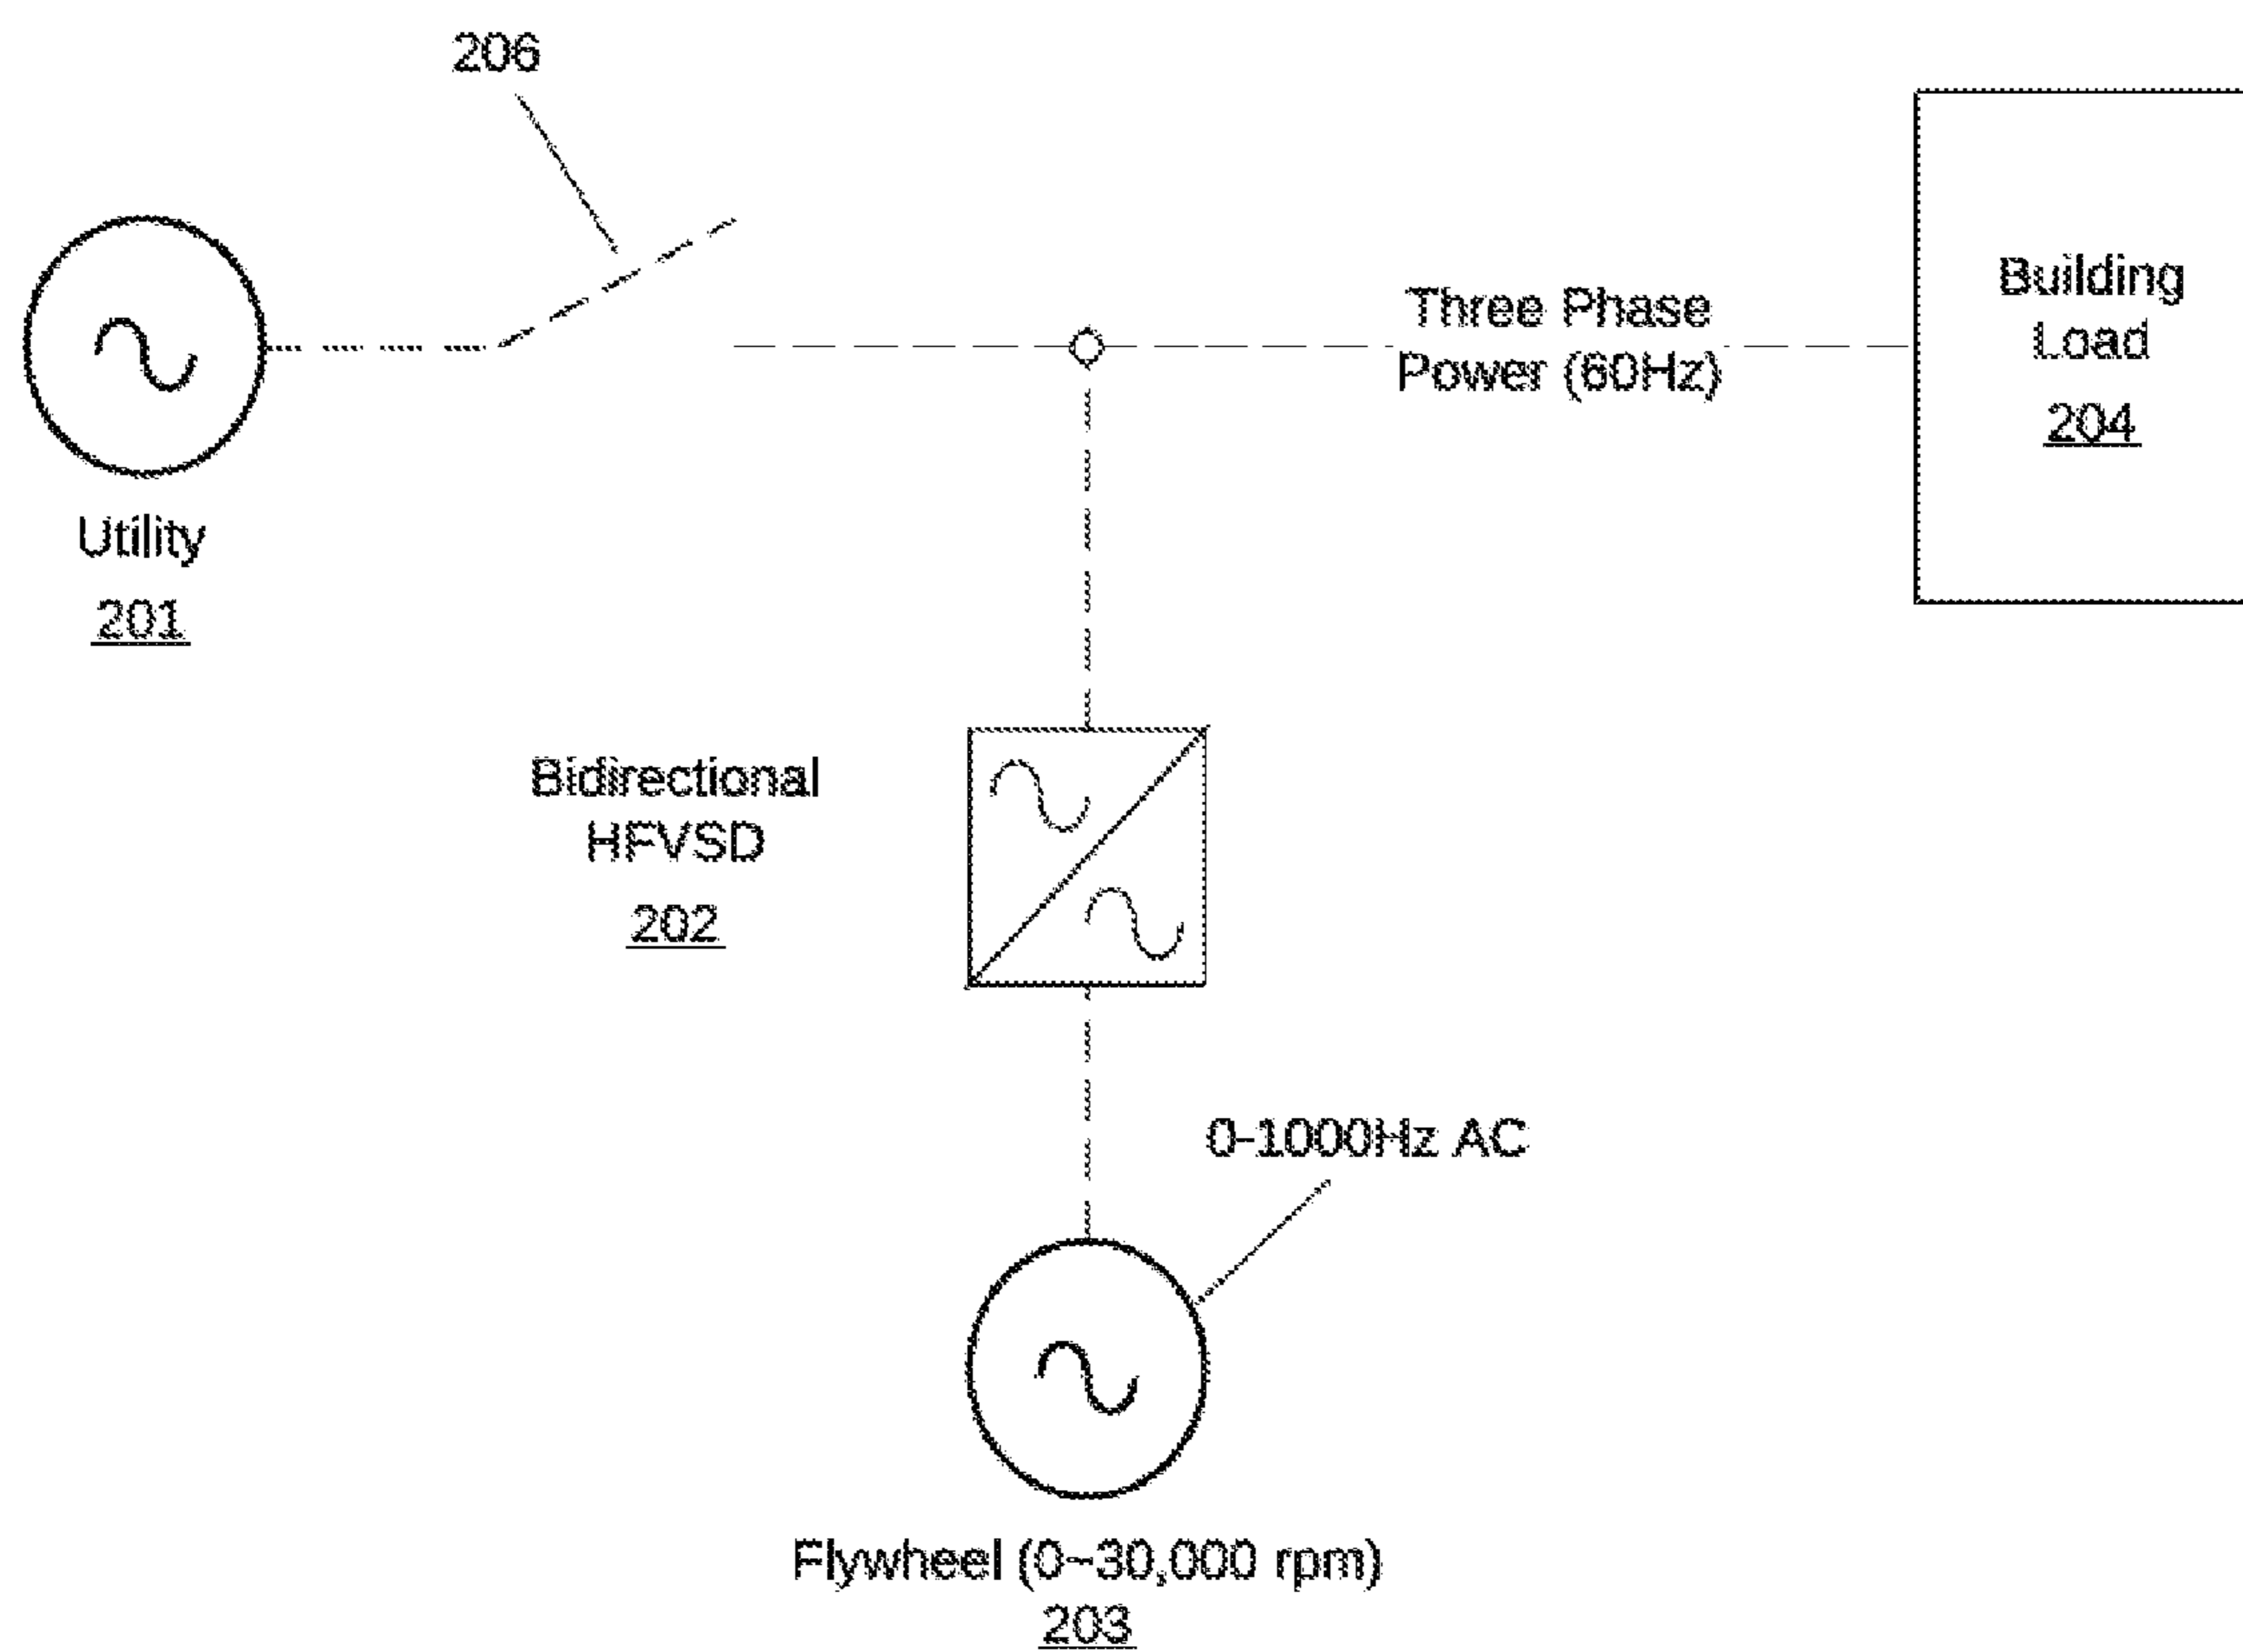 206
Three Phase
Power (60Hz)
Building
Load
204
Utility
201
Bidirectional
HFVSD
202
0-1000Hz AC
Flywheel (0~30,000 rpm)
203